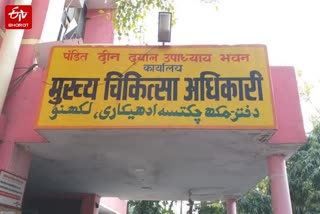 ETV
BHARAT
पंडित दीन दयाल उपाध्याय भवन
कार्यालय
मुख्य चिकित्सा अधिकारी
دفتر مکھ چکتسہ ادھیکاری، لکھنؤ